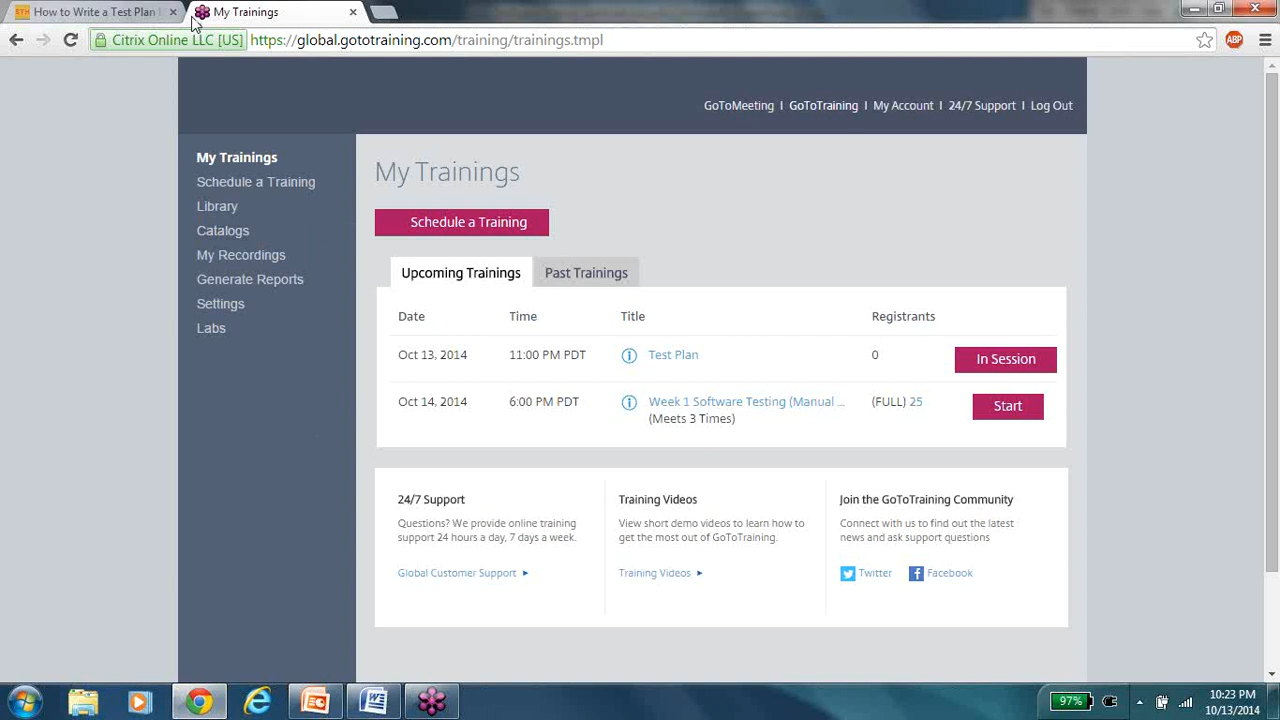 STH How to Write a Test Plan
My Trainings
Citrix Online LLC [US] https://global.gototraining.com/training/trainings.tmpl
ABP
GoToMeeting | GoToTraining | My Account | 24/7 Support | Log Out
My Trainings
Schedule a Training
Library
Catalogs
My Recordings
Generate Reports
Settings
Labs
My Trainings
Schedule a Training
Upcoming Trainings Past Trainings
Date Time Title Registrants
Oct 13, 2014 11:00 PM PDT Test Plan 0 In Session
Oct 14, 2014 6:00 PM PDT Week 1 Software Testing (Manual ... (FULL) 25 Start
(Meets 3 Times)
24/7 Support
Questions? We provide online training
support 24 hours a day, 7 days a week.
Global Customer Support
Training Videos
View short demo videos to learn how to
get the most out of GoToTraining.
Training Videos
Join the GoToTraining Community
Connect with us to find out the latest
news and ask support questions
Twitter Facebook
97%
10:23 PM
10/13/2014